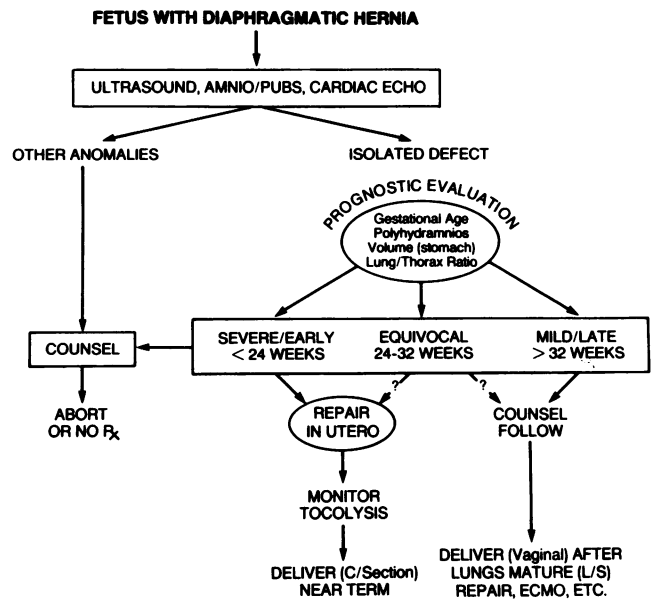 FETUS WITH DIAPHRAGMATIC HERNIA
ULTRASOUND, AMNIO/PUBS, CARDIAC ECHO
OTHER ANOMALIES
ISOLATED DEFECT
PROGNOSTIC EVALUATION
Gestational Age
Polyhydramnios
Volume (stomach)
Lung/Thorax Ratio
SEVERE/EARLY
< 24 WEEKS
EQUIVOCAL
24-32 WEEKS
MILD/LATE
> 32 WEEKS
COUNSEL
ABORT
OR NO ℞
?
?
REPAIR
IN UTERO
COUNSEL
FOLLOW
MONITOR
TOCOLYSIS
DELIVER (C/Section)
NEAR TERM
DELIVER (Vaginal) AFTER
LUNGS MATURE (L/S)
REPAIR, ECMO, ETC.